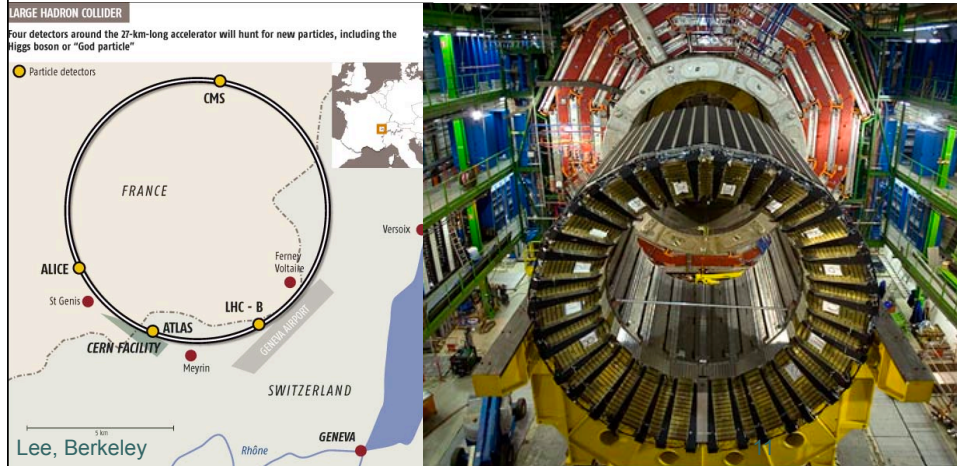 LARGE HADRON COLLIDER
Four detectors around the 27-km-long accelerator will hunt for new particles, including the
Higgs boson or “God particle”
Particle detectors
CMS
FRANCE
Versoix
Ferney
Voltaire
ALICE
St Genis
LHC - B
ATLAS
GENEVA AIRPORT
CERN FACILITY
Meyrin
SWITZERLAND
5 km
GENEVA
Lee, Berkeley
Rhône